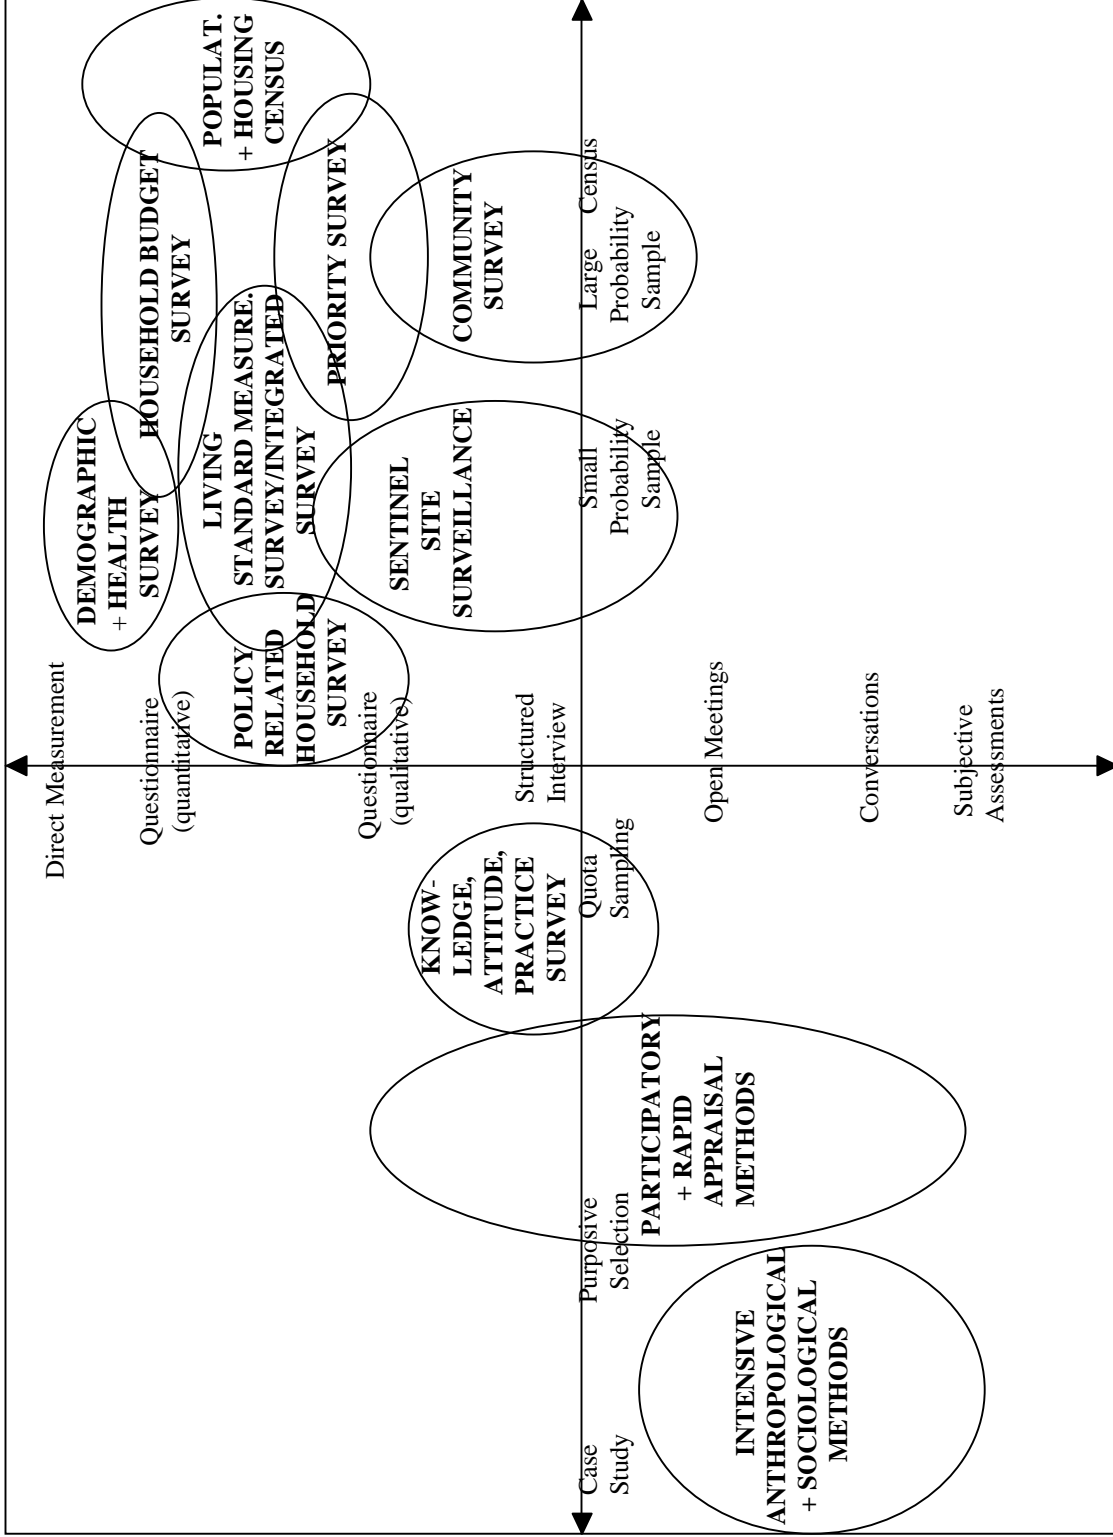 Direct Measurement
DEMOGRAPHIC
+ HEALTH
SURVEY
HOUSEHOLD BUDGET
SURVEY
POPULAT.
+ HOUSING
CENSUS
Questionnaire
(quantitative)
POLICY
RELATED
HOUSEHOLD
SURVEY
LIVING
STANDARD MEASURE.
SURVEY/INTEGRATED
SURVEY
PRIORITY SURVEY
Questionnaire
(qualitative)
KNOW-
LEDGE,
ATTITUDE,
PRACTICE
SURVEY
SENTINEL
SITE
SURVEILLANCE
COMMUNITY
SURVEY
Structured
Interview
Case
Study
Purposive
Selection
Quota
Sampling
Small
Probability
Sample
Large
Probability
Sample
Census
PARTICIPATORY
+ RAPID
APPRAISAL
METHODS
Open Meetings
INTENSIVE
ANTHROPOLOGICAL
+ SOCIOLOGICAL
METHODS
Conversations
Subjective
Assessments